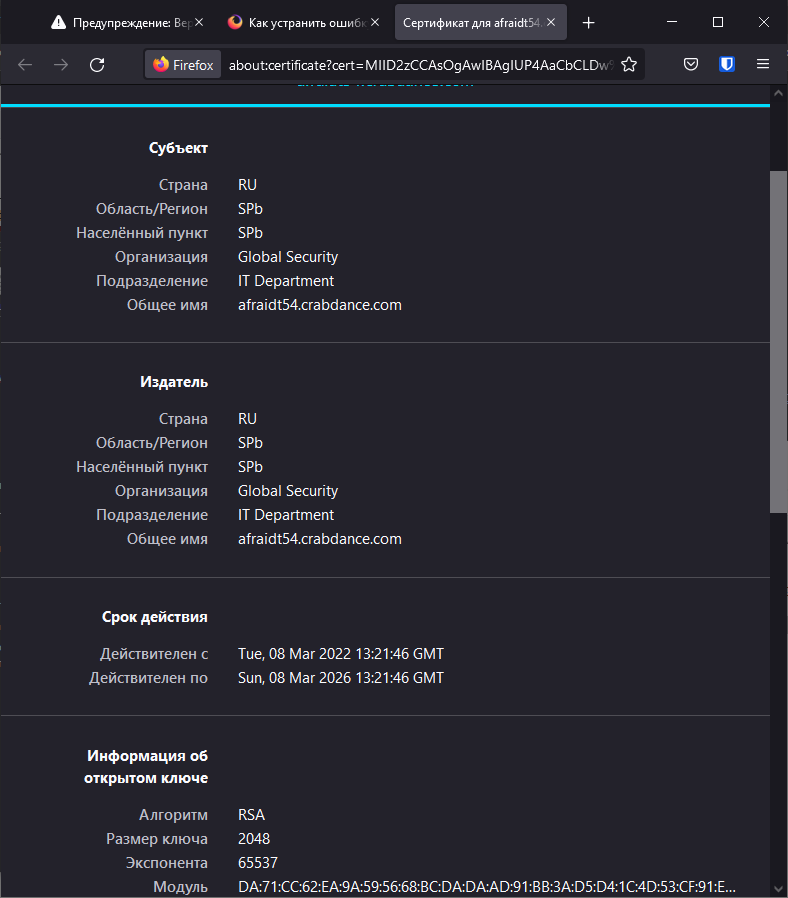 Предупреждение: Вер
Как устранить ошибк
Сертификат для afraidt54.
Firefox about:certificate?cert=MIID2zCCAsOgAwIBAgIUP4AaCbCLDw
Субъект
Страна RU
Область/Регион SPb
Населённый пункт SPb
Организация Global Security
Подразделение IT Department
Общее имя afraidt54.crabdance.com
Издатель
Страна RU
Область/Регион SPb
Населённый пункт SPb
Организация Global Security
Подразделение IT Department
Общее имя afraidt54.crabdance.com
Срок действия
Действителен с Tue, 08 Mar 2022 13:21:46 GMT
Действителен по Sun, 08 Mar 2026 13:21:46 GMT
Информация об
открытом ключе
Алгоритм RSA
Размер ключа 2048
Экспонента 65537
Модуль DA:71:CC:62:EA:9A:59:56:68:BC:DA:DA:AD:91:BB:3A:D5:D4:1C:4D:53:CF:91:E…